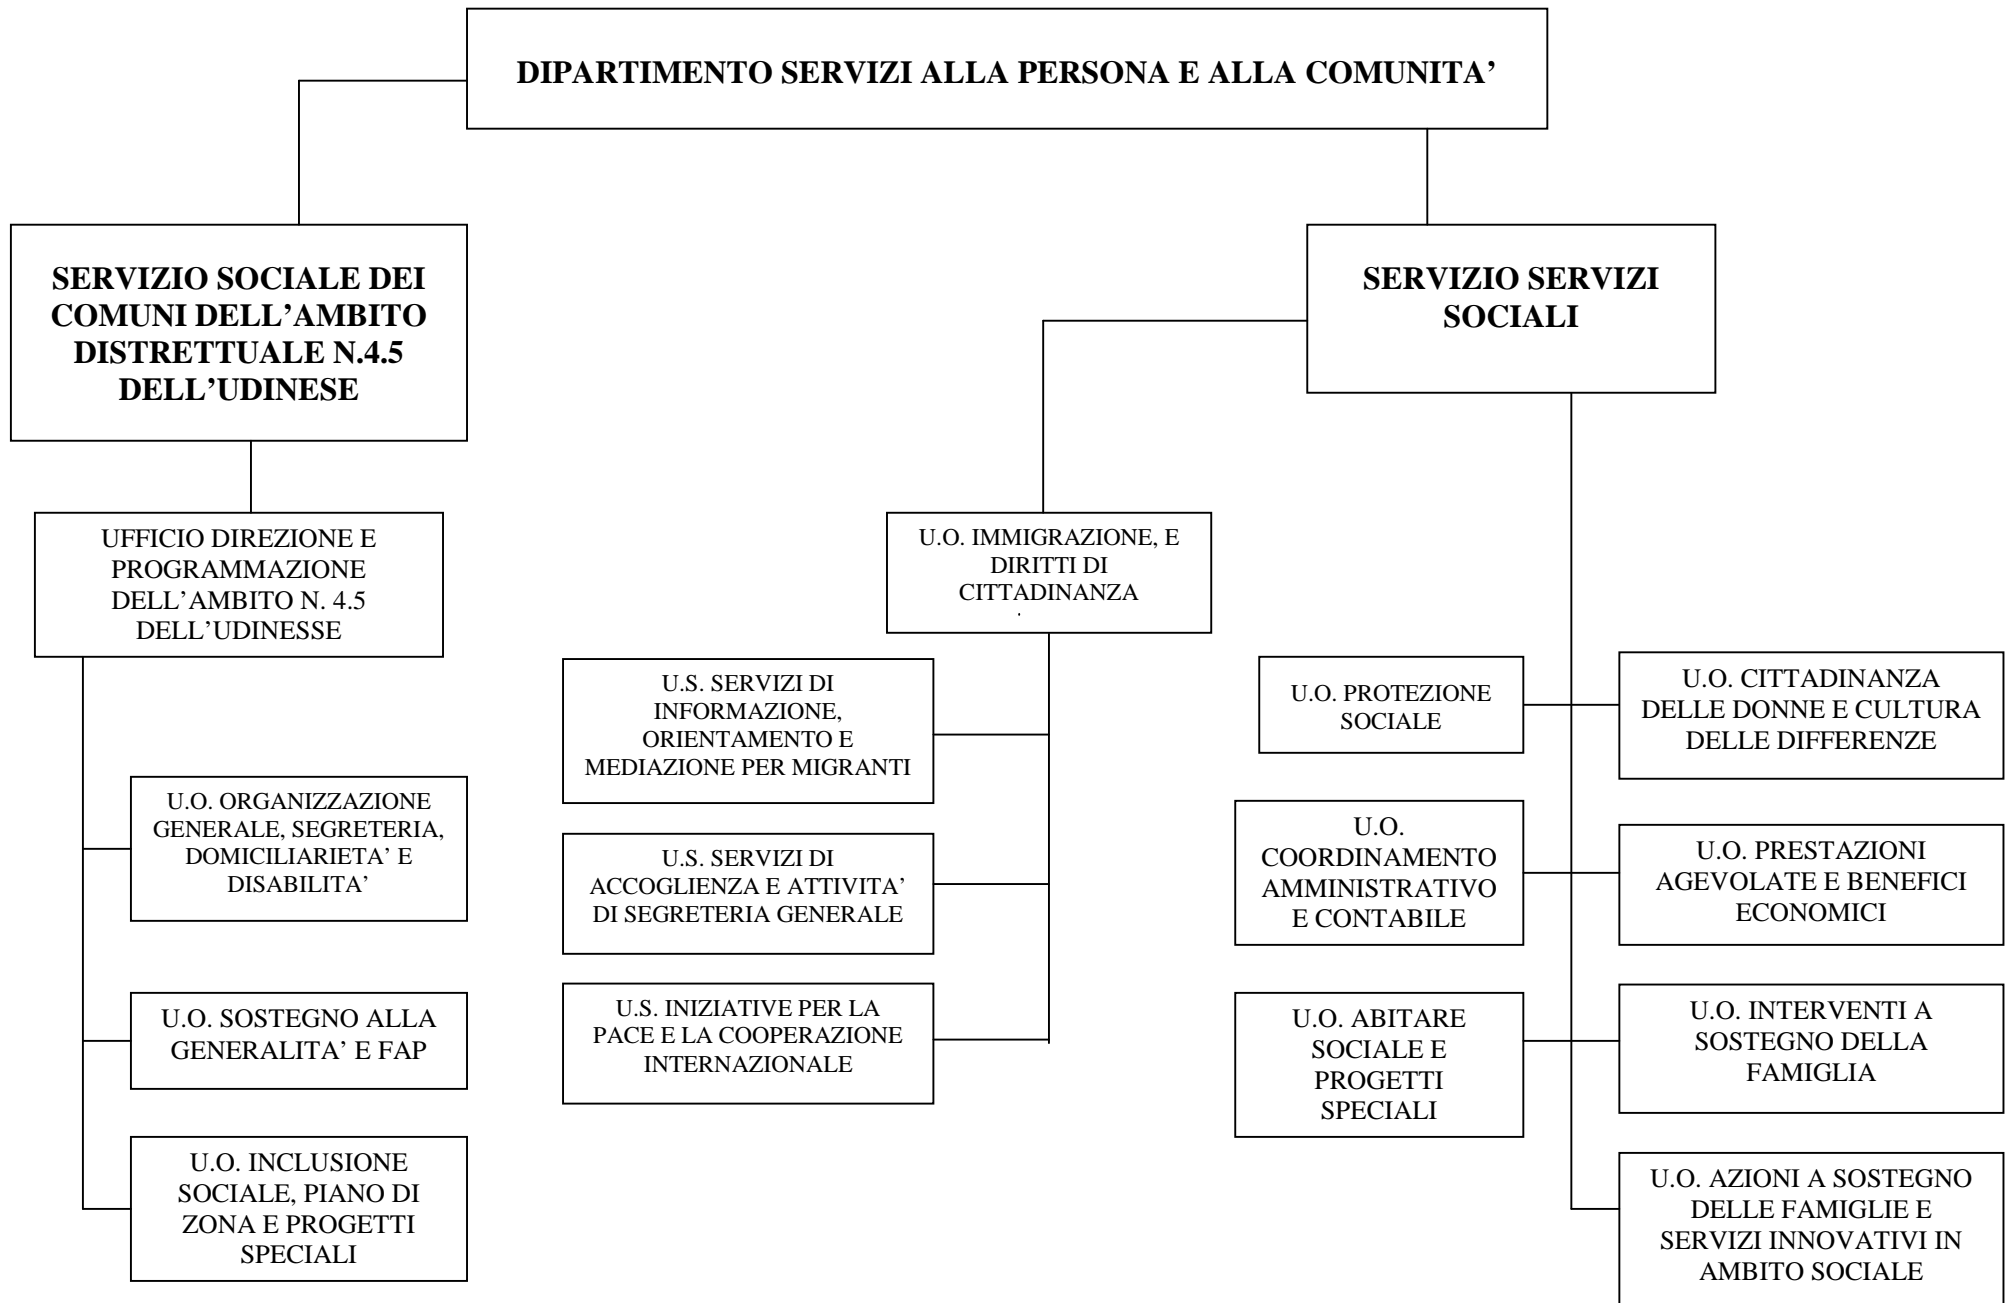 DIPARTIMENTO SERVIZI ALLA PERSONA E ALLA COMUNITA’
SERVIZIO SOCIALE DEI
COMUNI DELL’AMBITO
DISTRETTUALE N.4.5
DELL’UDINESE
SERVIZIO SERVIZI
SOCIALI
UFFICIO DIREZIONE E
PROGRAMMAZIONE
DELL’AMBITO N. 4.5
DELL’UDINESSE
U.O. ORGANIZZAZIONE
GENERALE, SEGRETERIA,
DOMICILIARIETA’ E
DISABILITA’
U.O. SOSTEGNO ALLA
GENERALITA’ E FAP
U.O. INCLUSIONE
SOCIALE, PIANO DI
ZONA E PROGETTI
SPECIALI
U.O. IMMIGRAZIONE, E
DIRITTI DI
CITTADINANZA
.
U.S. SERVIZI DI
INFORMAZIONE,
ORIENTAMENTO E
MEDIAZIONE PER MIGRANTI
U.S. SERVIZI DI
ACCOGLIENZA E ATTIVITA’
DI SEGRETERIA GENERALE
U.S. INIZIATIVE PER LA
PACE E LA COOPERAZIONE
INTERNAZIONALE
U.O. PROTEZIONE
SOCIALE
U.O.
COORDINAMENTO
AMMINISTRATIVO
E CONTABILE
U.O. ABITARE
SOCIALE E
PROGETTI
SPECIALI
U.O. CITTADINANZA
DELLE DONNE E CULTURA
DELLE DIFFERENZE
U.O. PRESTAZIONI
AGEVOLATE E BENEFICI
ECONOMICI
U.O. INTERVENTI A
SOSTEGNO DELLA
FAMIGLIA
U.O. AZIONI A SOSTEGNO
DELLE FAMIGLIE E
SERVIZI INNOVATIVI IN
AMBITO SOCIALE